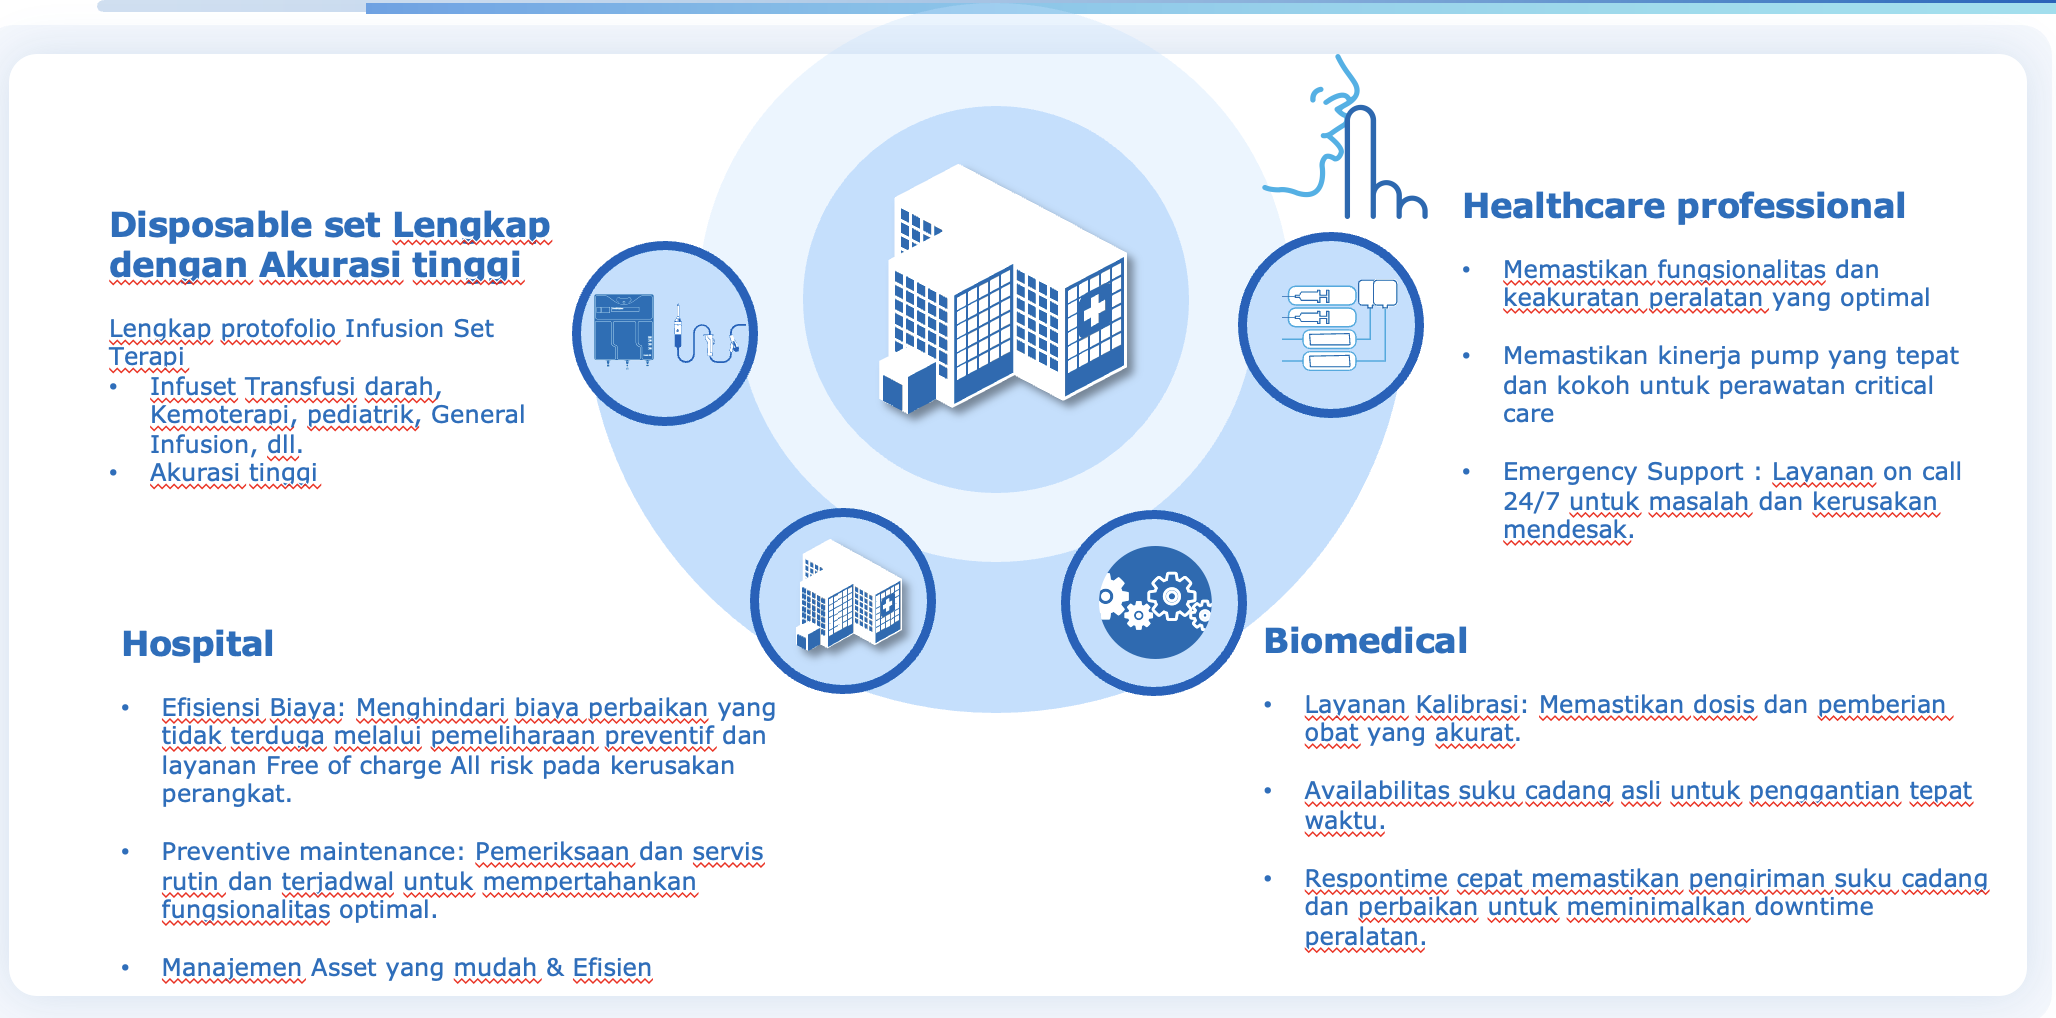 Disposable set Lengkap
dengan Akurasi tinggi
Lengkap protofolio Infusion Set
Terapi
• Infuset Transfusi darah,
Kemoterapi, pediatrik, General
Infusion, dll.
• Akurasi tinggi
Healthcare professional
• Memastikan fungsionalitas dan
keakuratan peralatan yang optimal
• Memastikan kinerja pump yang tepat
dan kokoh untuk perawatan critical
care
• Emergency Support : Layanan on call
24/7 untuk masalah dan kerusakan
mendesak.
Hospital
• Efisiensi Biaya: Menghindari biaya perbaikan yang
tidak terduga melalui pemeliharaan preventif dan
layanan Free of charge All risk pada kerusakan
perangkat.
• Preventive maintenance: Pemeriksaan dan servis
rutin dan terjadwal untuk mempertahankan
fungsionalitas optimal.
• Manajemen Asset yang mudah & Efisien
Biomedical
• Layanan Kalibrasi: Memastikan dosis dan pemberian
obat yang akurat.
• Availabilitas suku cadang asli untuk penggantian tepat
waktu.
• Respontime cepat memastikan pengiriman suku cadang
dan perbaikan untuk meminimalkan downtime
peralatan.